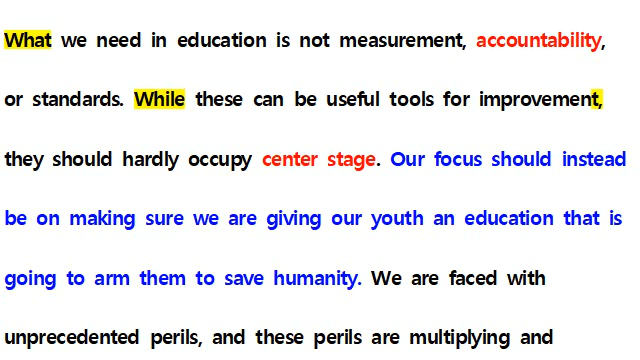 What we need in education is not measurement, accountability,
or standards. While these can be useful tools for improvement,
they should hardly occupy center stage. Our focus should instead
be on making sure we are giving our youth an education that is
going to arm them to save humanity. We are faced with
unprecedented perils, and these perils are multiplying and